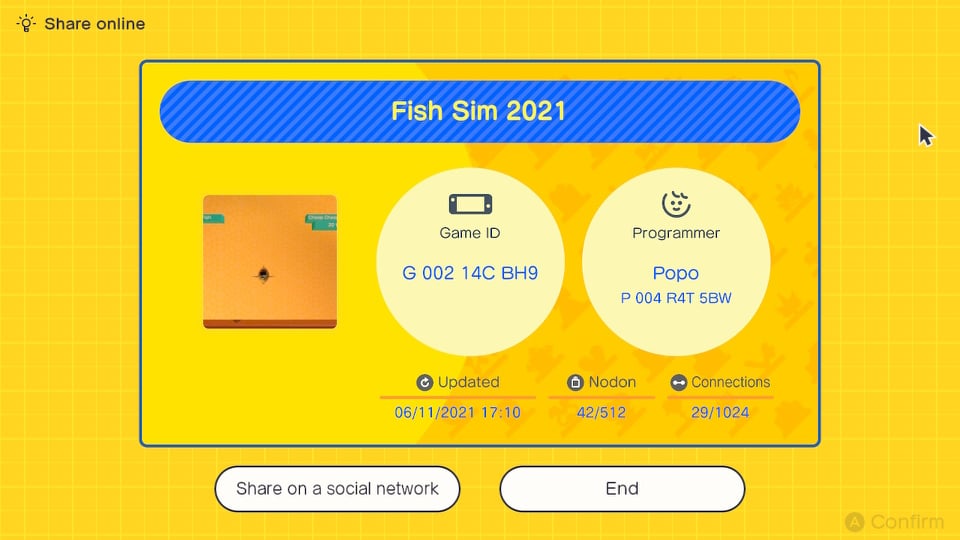 Share online
Fish Sim 2021
Game ID
G 002 14C BH9
Programmer
Popo
P 004 R4T 5BW
Updated
06/11/2021 17:10
Nodon
42/512
Connections
29/1024
Share on a social network
End
A Confirm